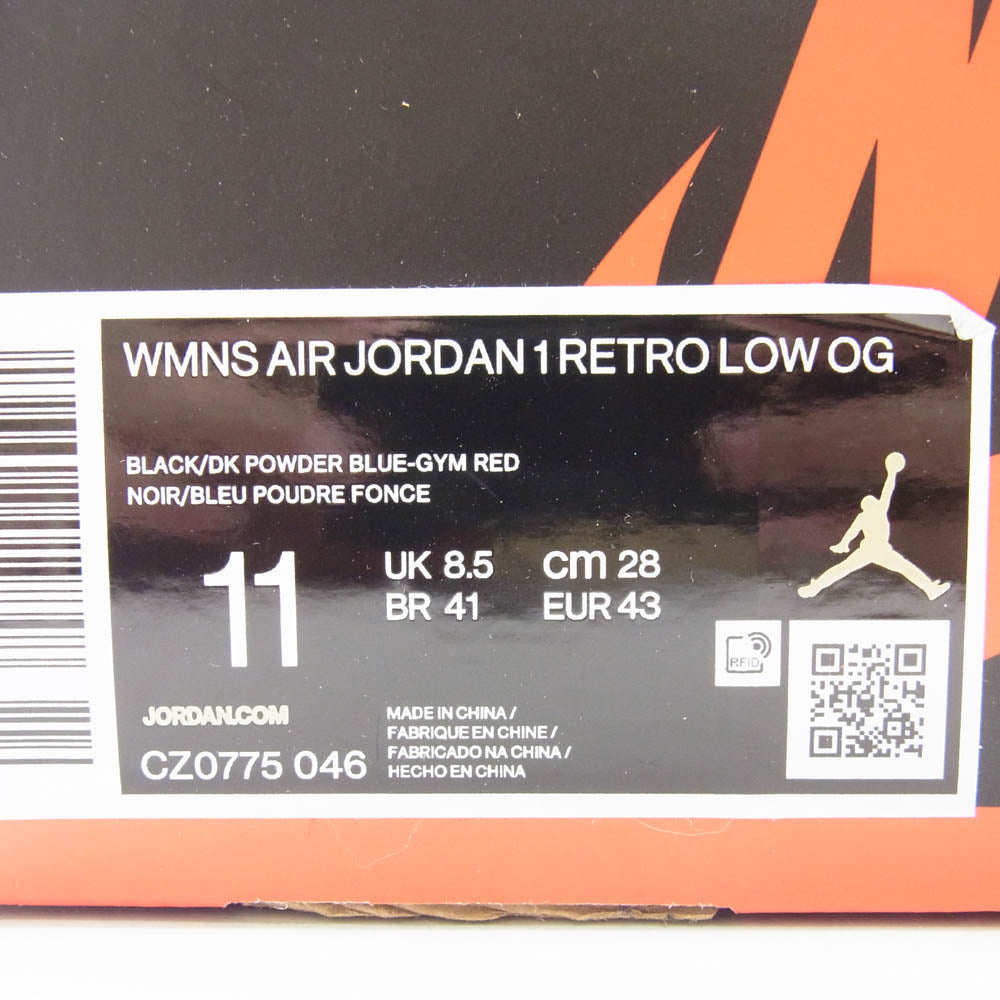 WMNS AIR JORDAN 1 RETRO LOW OG
BLACK/DK POWDER BLUE-GYM RED
NOIR/BLEU POUDRE FONCE
11
UK 8.5 cm 28
BR 41 EUR 43
RFID
JORDAN.COM
CZ0775 046
MADE IN CHINA /
FABRIQUE EN CHINE /
FABRICADO NA CHINA /
HECHO EN CHINA